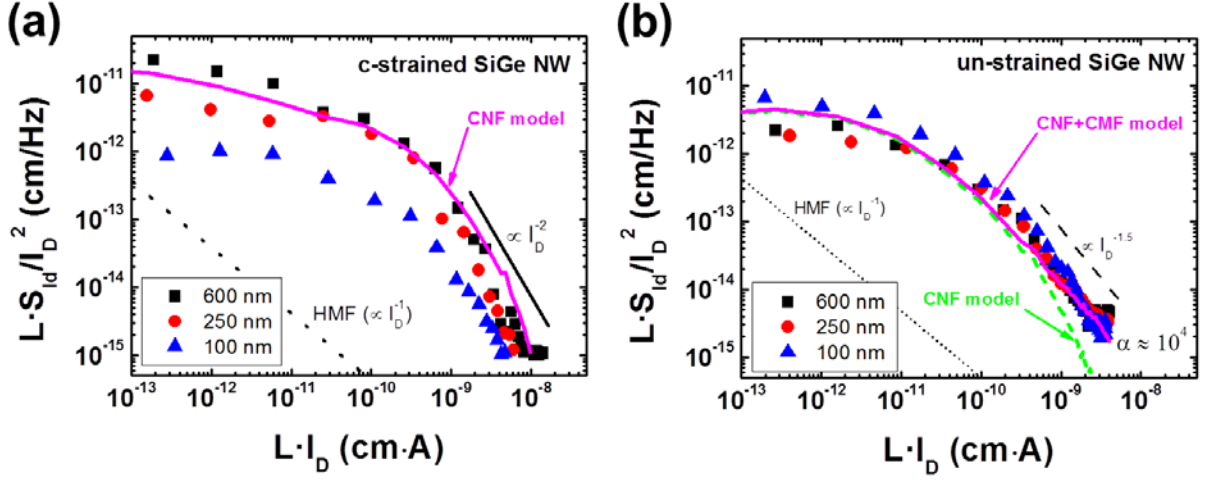 (a)
c-strained SiGe NW
CNF model
∝ I_D^-2
HMF (∝ I_D^-1)
600 nm
250 nm
100 nm
10^-11
10^-12
10^-13
10^-14
10^-15
L·S_Id/I_D^2 (cm/Hz)
10^-13 10^-12 10^-11 10^-10 10^-9 10^-8 10^-7
L·I_D (cm·A)
(b)
un-strained SiGe NW
CNF+CMF model
HMF (∝ I_D^-1)
∝ I_D^-1.5
CNF model
α ≈ 10^4
600 nm
250 nm
100 nm
10^-11
10^-12
10^-13
10^-14
10^-15
L·S_Id/I_D^2 (cm/Hz)
10^-13 10^-12 10^-11 10^-10 10^-9 10^-8
L·I_D (cm·A)